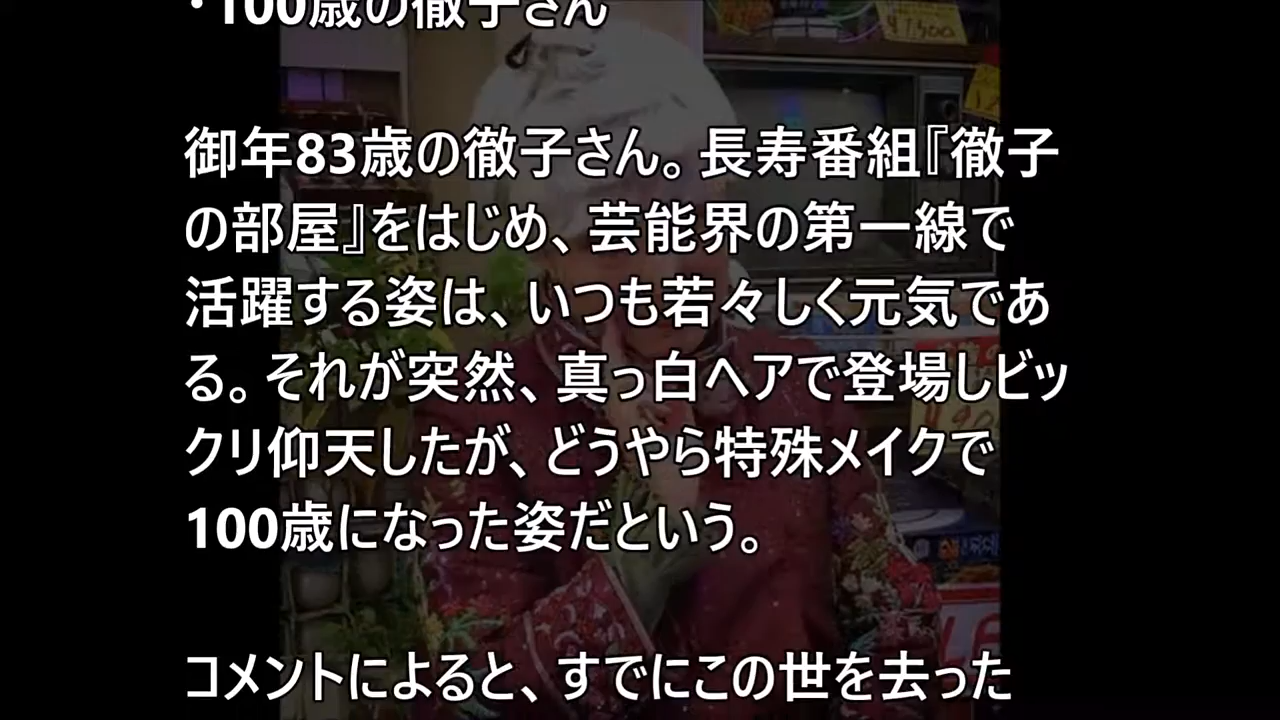 ・100歳の徹子さん
御年83歳の徹子さん。長寿番組『徹子
の部屋』をはじめ、芸能界の第一線で
活躍する姿は、いつも若々しく元気であ
る。それが突然、真っ白ヘアで登場しビッ
クリ仰天したが、どうやら特殊メイクで
100歳になった姿だという。
コメントによると、すでにこの世を去った